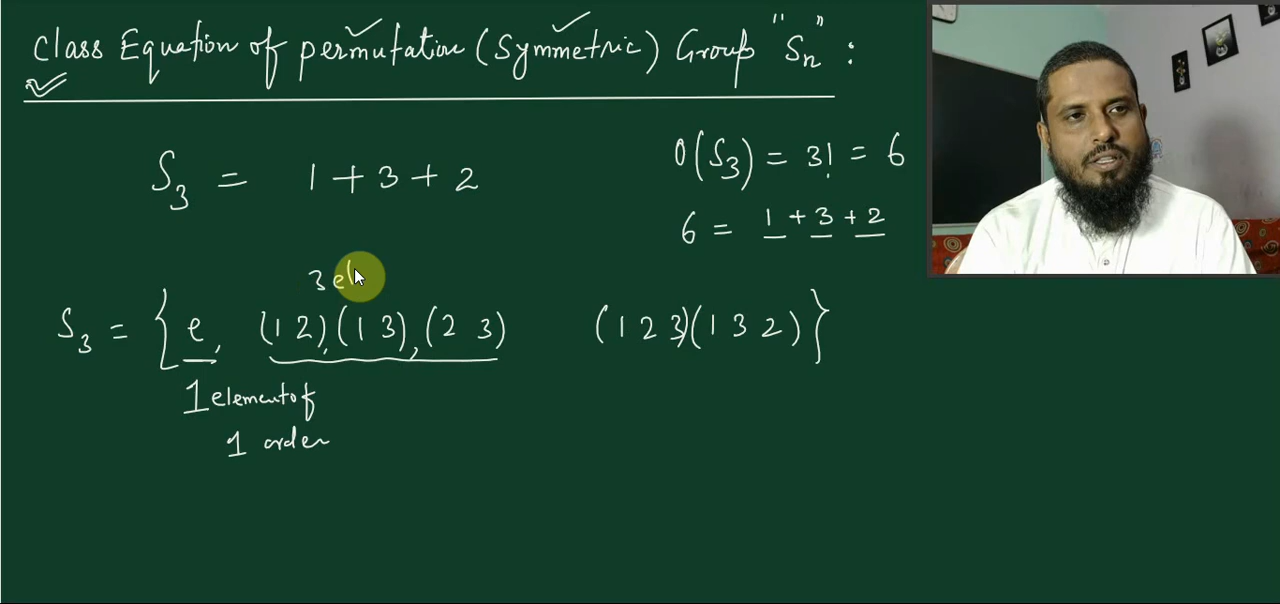 Class Equation of permutation (Symmetric) Group "Sn" :
S3 = 1 + 3 + 2
O(S3) = 3! = 6
6 = 1 + 3 + 2
3 el
S3 = { e, (1 2), (1 3), (2 3) (1 2 3)(1 3 2) }
1 element of
1 order